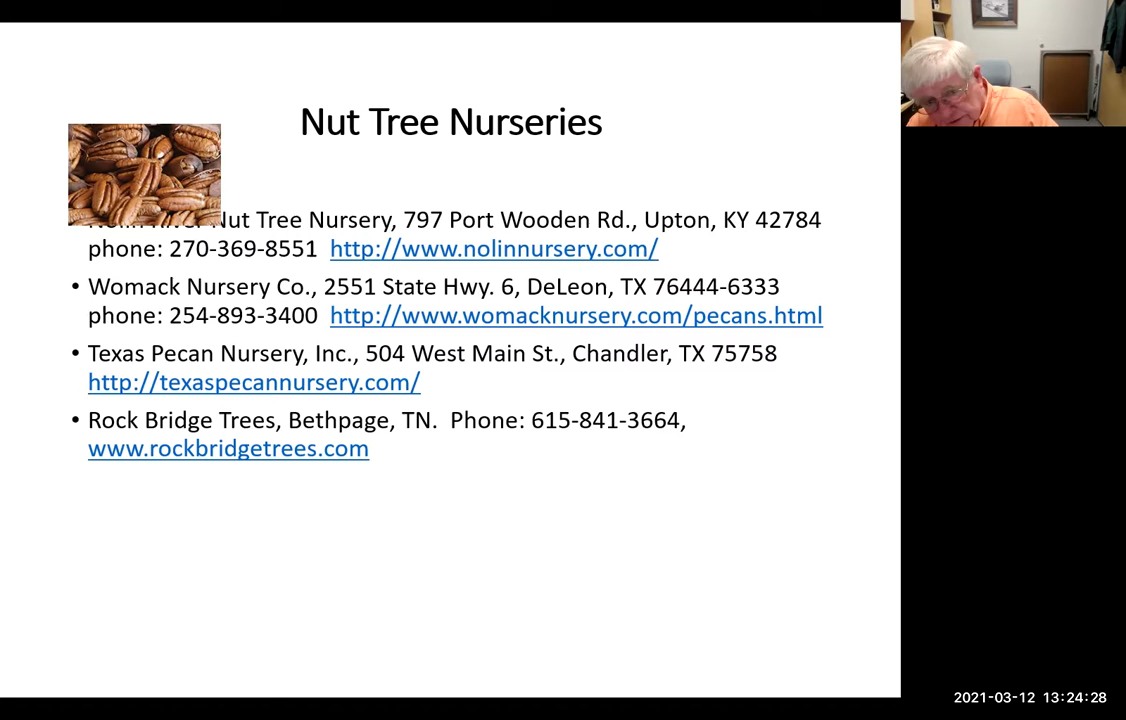 Nut Tree Nurseries
Nolin River Nut Tree Nursery, 797 Port Wooden Rd., Upton, KY 42784
phone: 270-369-8551 http://www.nolinnursery.com/
• Womack Nursery Co., 2551 State Hwy. 6, DeLeon, TX 76444-6333
phone: 254-893-3400 http://www.womacknursery.com/pecans.html
• Texas Pecan Nursery, Inc., 504 West Main St., Chandler, TX 75758
http://texaspecannursery.com/
• Rock Bridge Trees, Bethpage, TN. Phone: 615-841-3664,
www.rockbridgetrees.com
2021-03-12 13:24:28